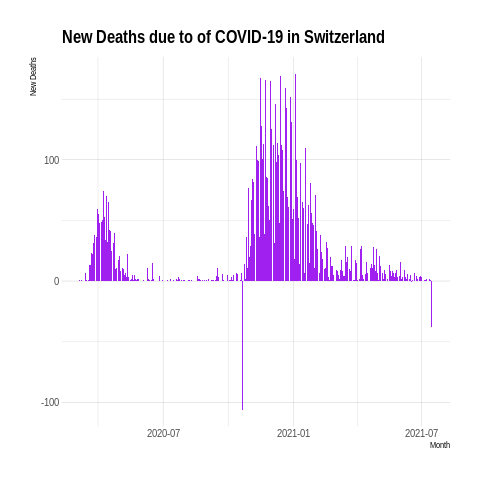 New Deaths due to of COVID-19 in Switzerland
New Deaths
100
0
-100
2020-07
2021-01
2021-07
Month